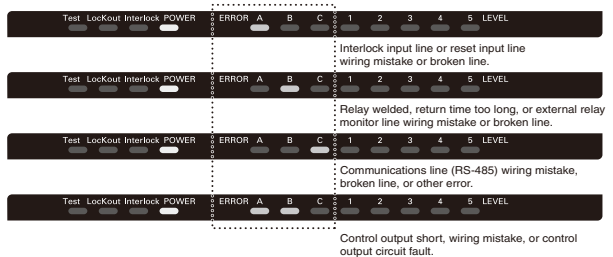 Test LocKout Interlock POWER ERROR A B C 1 2 3 4 5 LEVEL
Interlock input line or reset input line
wiring mistake or broken line.
Test LocKout Interlock POWER ERROR A B C 1 2 3 4 5 LEVEL
Relay welded, return time too long, or external relay
monitor line wiring mistake or broken line.
Test LocKout Interlock POWER ERROR A B C 1 2 3 4 5 LEVEL
Communications line (RS-485) wiring mistake,
broken line, or other error.
Test LocKout Interlock POWER ERROR A B C 1 2 3 4 5 LEVEL
Control output short, wiring mistake, or control
output circuit fault.